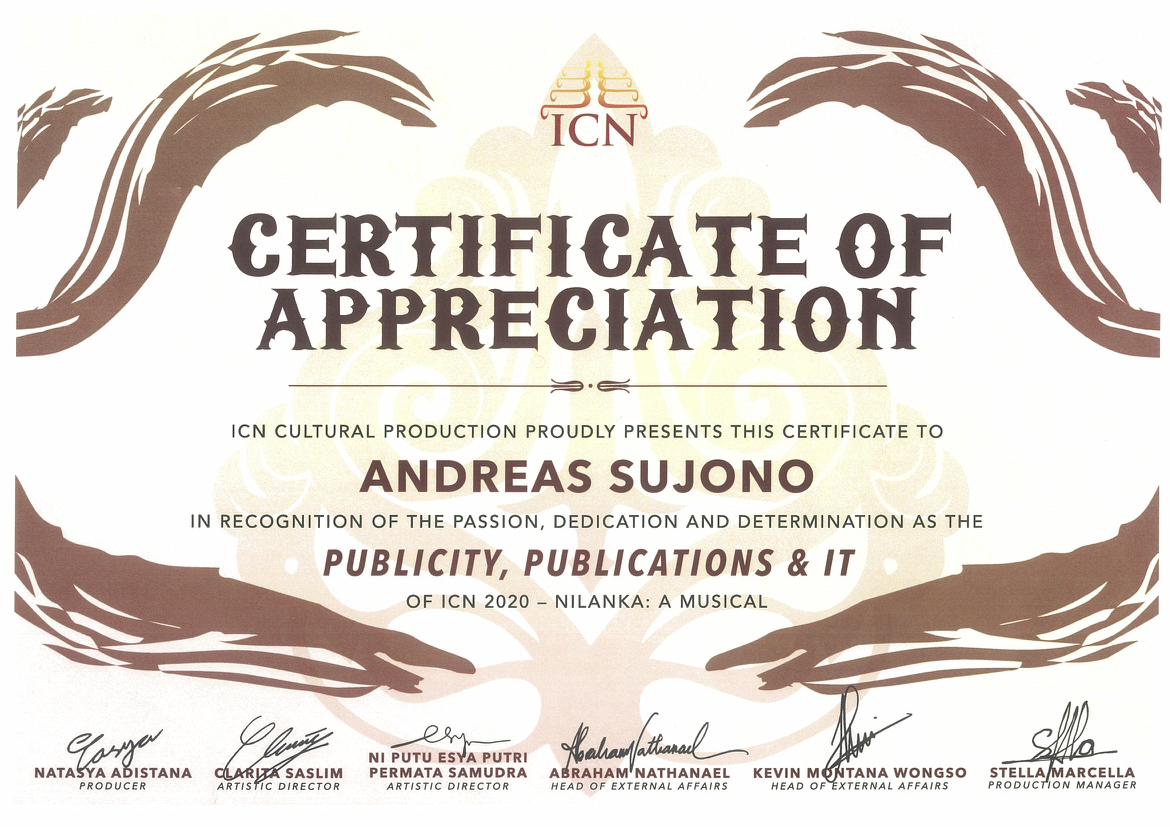 ICN
CERTIFICATE OF
APPRECIATION
ICN CULTURAL PRODUCTION PROUDLY PRESENTS THIS CERTIFICATE TO
ANDREAS SUJONO
IN RECOGNITION OF THE PASSION, DEDICATION AND DETERMINATION AS THE
PUBLICITY, PUBLICATIONS & IT
OF ICN 2020 – NILANKA: A MUSICAL
NATASYA ADISTANA
PRODUCER
CLARITA SASLIM
ARTISTIC DIRECTOR
NI PUTU ESYA PUTRI
PERMATA SAMUDRA
ARTISTIC DIRECTOR
Abraham Nathanael
ABRAHAM NATHANAEL
HEAD OF EXTERNAL AFFAIRS
KEVIN MONTANA WONGSO
HEAD OF EXTERNAL AFFAIRS
STELLA MARCELLA
PRODUCTION MANAGER